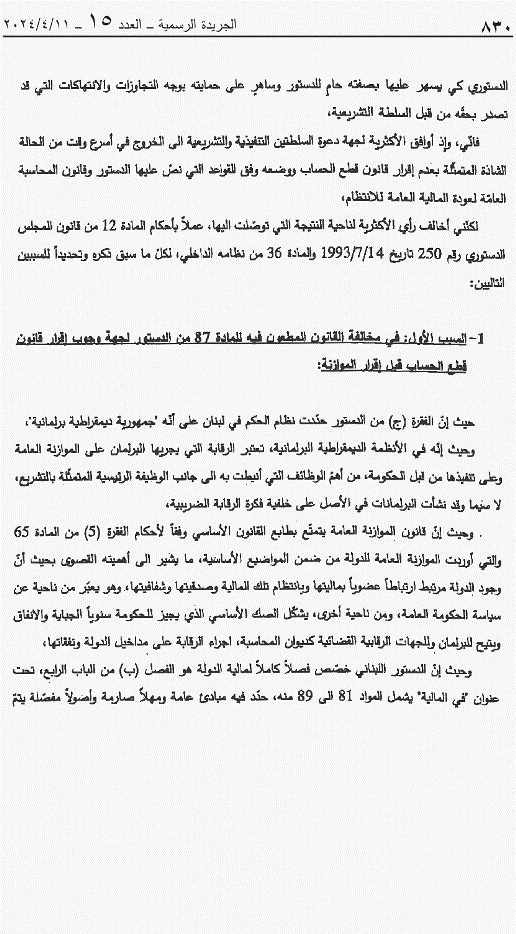 ٨٣٠ الجريدة الرسمية ــ العدد ١٥ ــ ٢٠٢٤/٤/١١
الدستوري كي يسهر عليها بصفته حامٍ للدستور وساهرٍ على حمايته بوجه التجاوزات والانتهاكات التي قد
تصدر بحقّه من قبل السلطة التشريعية،
فانّي، وإذ أوافق الأكثرية لجهة دعوة السلطتين التنفيذية والتشريعية الى الخروج في أسرع وقت من الحالة
الشاذة المتمثّلة بعدم إقرار قانون قطع الحساب ووضعه وفق القواعد التي نصّ عليها الدستور وقانون المحاسبة
العامّة لعودة المالية العامة للانتظام،
لكنّني أخالف رأي الأكثرية لناحية النتيجة التي توصّلت اليها، عملاً بأحكام المادة 12 من قانون المجلس
الدستوري رقم 250 تاريخ 1993/7/14 والمادة 36 من نظامه الداخلي، لكلّ ما سبق ذكره وتحديداً للسببين
التاليين:
1- السبب الأول: في مخالفة القانون المطعون فيه للمادة 87 من الدستور لجهة وجوب إقرار قانون
قطع الحساب قبل إقرار الموازنة:
حيث إنّ الفقرة (ج) من الدستور حدّدت نظام الحكم في لبنان على أنّه "جمهورية ديمقراطية برلمانية"،
وحيث إنّه في الأنظمة الديمقراطية البرلمانية، تعتبر الرقابة التي يجريها البرلمان على الموازنة العامة
وعلى تنفيذها من قبل الحكومة، من أهمّ الوظائف التي أنيطت به الى جانب الوظيفة الرئيسية المتمثّلة بالتشريع،
لا سيّما وقد نشأت البرلمانات في الأصل على خلفية فكرة الرقابة الضريبية،
وحيث إنّ قانون الموازنة العامة يتمتّع بطابع القانون الأساسي وفقاً لأحكام الفقرة (5) من المادة 65
والتي أوردت الموازنة العامة للدولة من ضمن المواضيع الأساسية، ما يشير الى أهميته القصوى بحيث أنّ
وجود الدولة مرتبط ارتباطاً عضوياً بماليتها وبانتظام تلك المالية وصدقيتها وشفافيتها، وهو يعبّر من ناحية عن
سياسة الحكومة العامة، ومن ناحية أخرى، يشكّل الصك الأساسي الذي يجيز للحكومة سنوياً الجباية والانفاق
ويتيح للبرلمان وللجهات الرقابية القضائية كديوان المحاسبة، اجراء الرقابة على مداخيل الدولة ونفقاتها،
وحيث إنّ الدستور اللبناني خصّص فصلاً كاملاً لمالية الدولة هو الفصل (ب) من الباب الرابع، تحت
عنوان "في المالية" يشمل المواد 81 الى 89 منه، حدّد فيه مبادئ عامة ومهلاً صارمة وأصولاً مفصّلة يتمّ